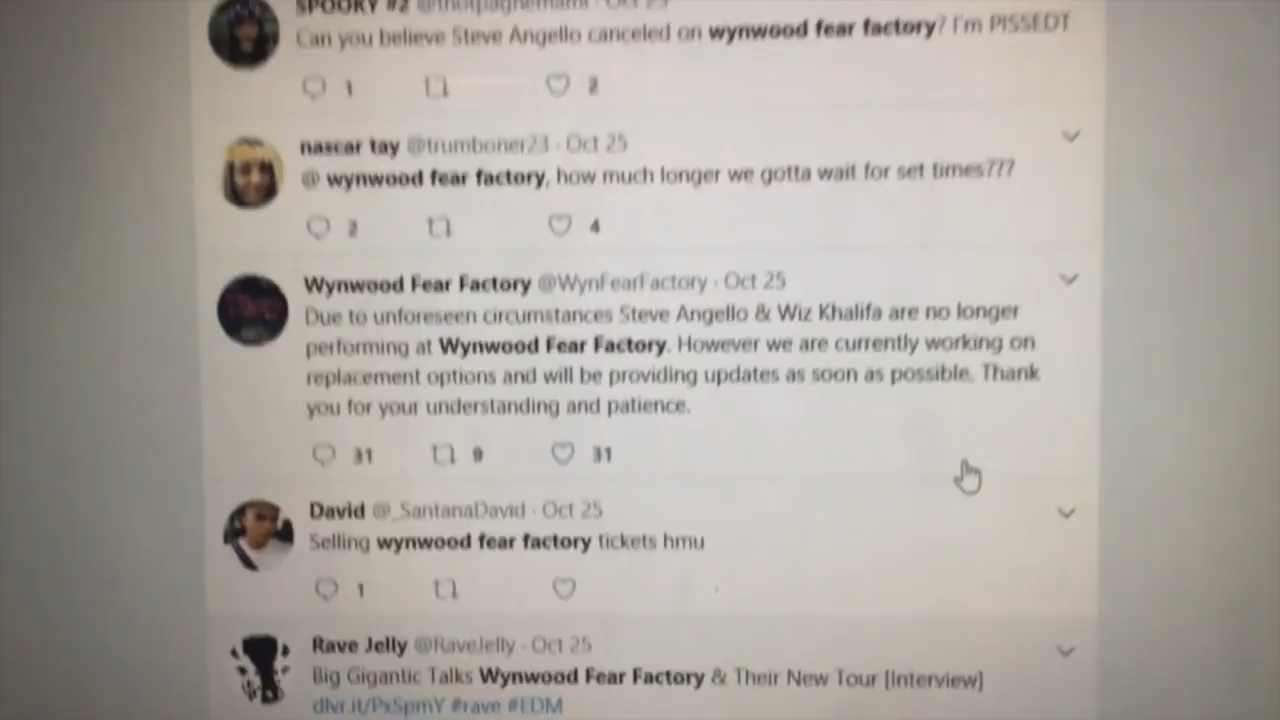 SPOOKY #2 · Oct 25
Can you believe Steve Angello canceled on wynwood fear factory? I'm PISSEDT
1 2
nascar tay @trumboner23 · Oct 25
@ wynwood fear factory, how much longer we gotta wait for set times???
2 4
Wynwood Fear Factory @WynFearFactory · Oct 25
Due to unforeseen circumstances Steve Angello & Wiz Khalifa are no longer
performing at Wynwood Fear Factory. However we are currently working on
replacement options and will be providing updates as soon as possible. Thank
you for your understanding and patience.
31 9 31
David @_SantanaDavid · Oct 25
Selling wynwood fear factory tickets hmu
1
Rave Jelly @RaveJelly · Oct 25
Big Gigantic Talks Wynwood Fear Factory & Their New Tour [Interview]
dlvr.it/PxSpmY #rave #EDM